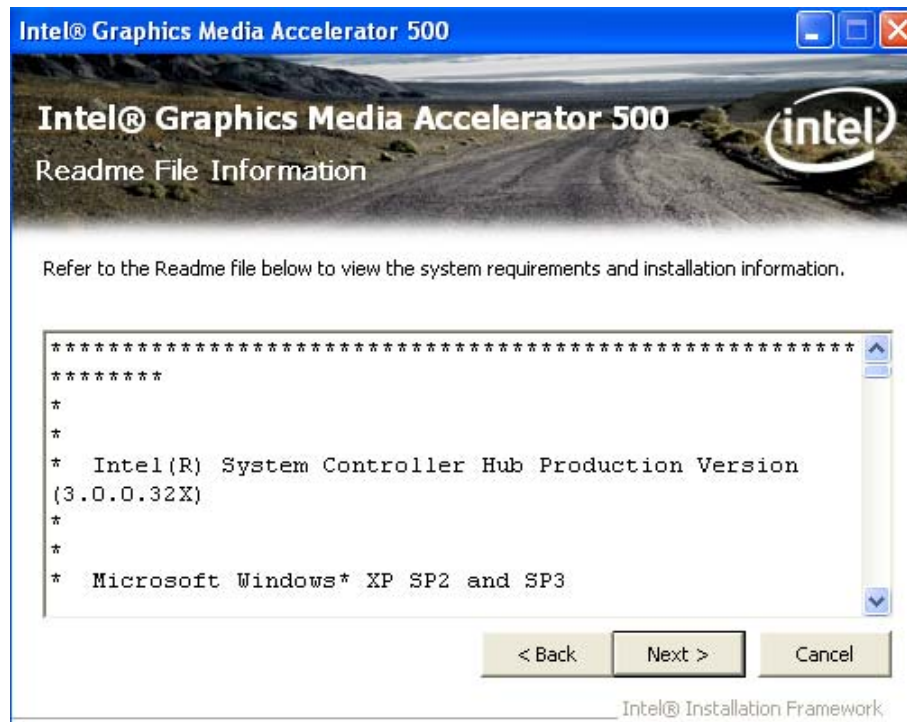 Intel® Graphics Media Accelerator 500
Intel® Graphics Media Accelerator 500
intel
Readme File Information
Refer to the Readme file below to view the system requirements and installation information.
********************************************************
********
*
*
*  Intel(R) System Controller Hub Production Version
(3.0.0.32X)
*
*
*  Microsoft Windows* XP SP2 and SP3
< Back
Next >
Cancel
Intel® Installation Framework